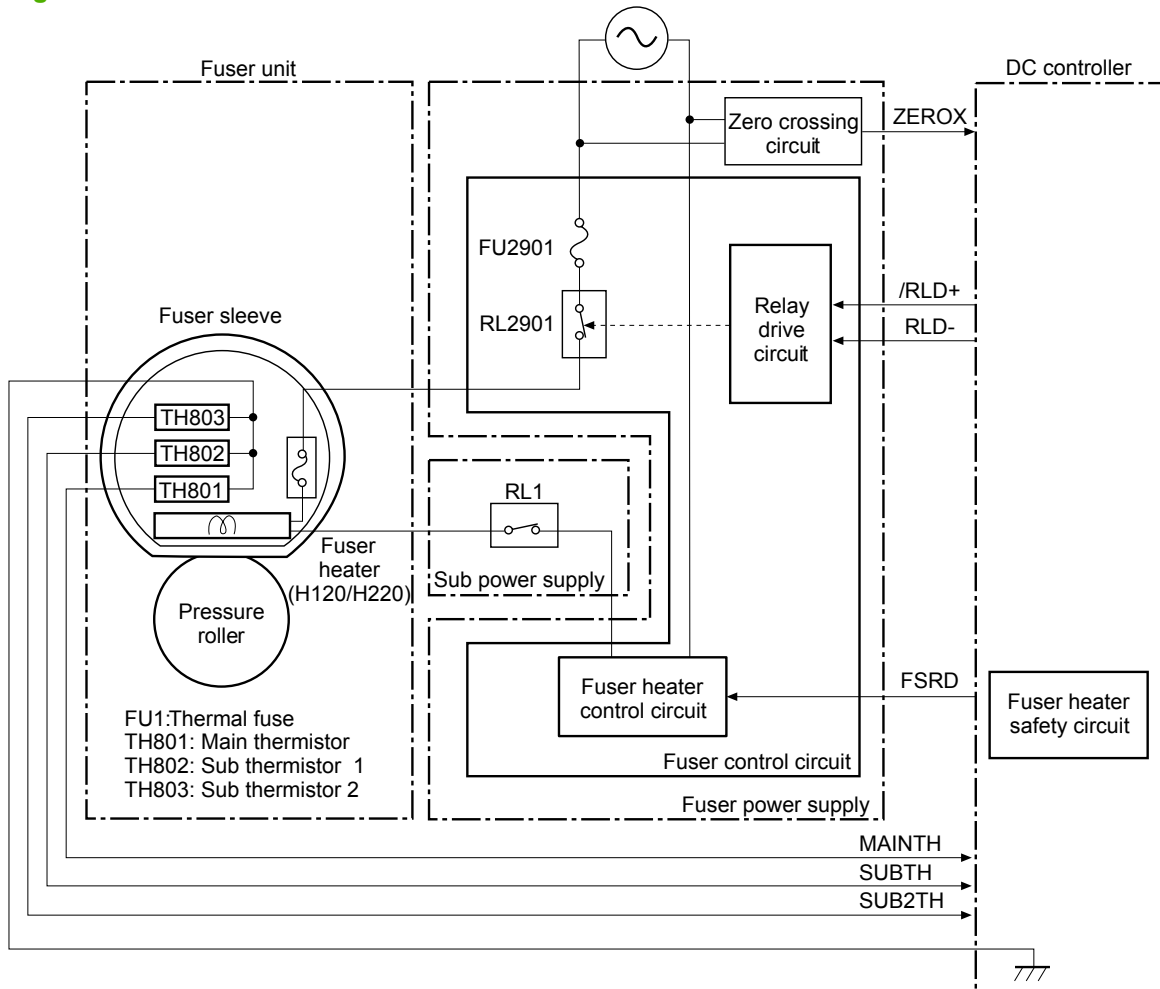 Fuser unit
DC controller
Zero crossing
circuit
ZEROX
FU2901
RL2901
Relay
drive
circuit
/RLD+
RLD-
Fuser sleeve
TH803
TH802
TH801
RL1
Sub power supply
Fuser
heater
(H120/H220)
Pressure
roller
Fuser heater
control circuit
FSRD
Fuser heater
safety circuit
FU1:Thermal fuse
TH801: Main thermistor
TH802: Sub thermistor 1
TH803: Sub thermistor 2
Fuser control circuit
Fuser power supply
MAINTH
SUBTH
SUB2TH